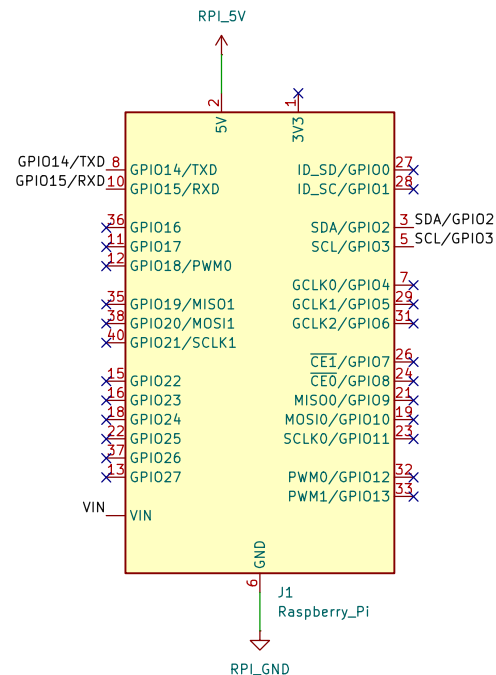 RPI_5V
2
1
5V
3V3
GPIO14/TXD 8 GPIO14/TXD
ID_SD/GPIO0 27
GPIO15/RXD 10 GPIO15/RXD
ID_SC/GPIO1 28
36 GPIO16
SDA/GPIO2 3 SDA/GPIO2
11 GPIO17
SCL/GPIO3 5 SCL/GPIO3
12 GPIO18/PWM0
GCLK0/GPIO4 7
35 GPIO19/MISO1
GCLK1/GPIO5 29
38 GPIO20/MOSI1
GCLK2/GPIO6 31
40 GPIO21/SCLK1
CE1/GPIO7 26
15 GPIO22
CE0/GPIO8 24
16 GPIO23
MISO0/GPIO9 21
18 GPIO24
MOSI0/GPIO10 19
22 GPIO25
SCLK0/GPIO11 23
37 GPIO26
13 GPIO27
PWM0/GPIO12 32
PWM1/GPIO13 33
VIN VIN
GND
6
J1
Raspberry_Pi
RPI_GND